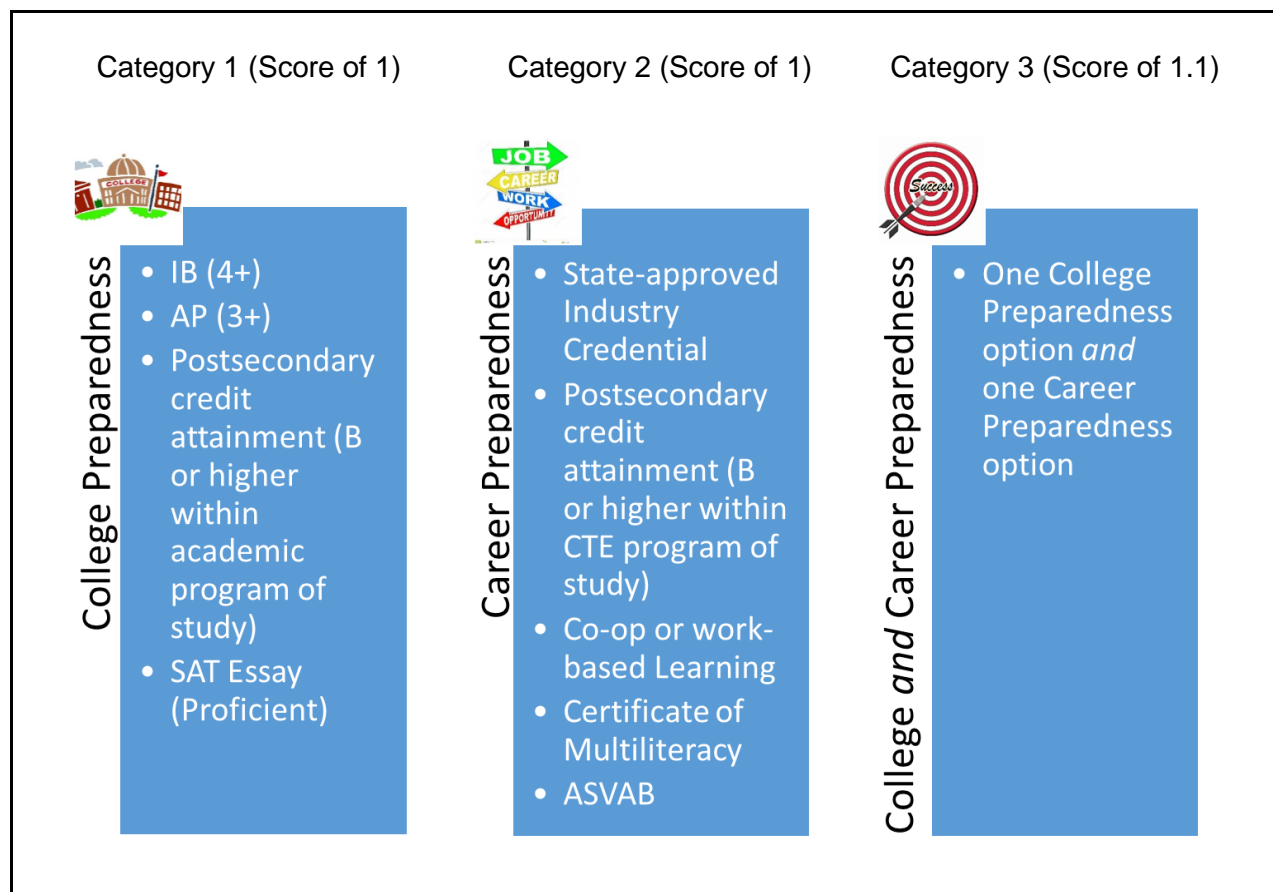 Category 1 (Score of 1)
Category 2 (Score of 1)
Category 3 (Score of 1.1)
COLLEGE
College Preparedness
• IB (4+)
• AP (3+)
• Postsecondary
credit
attainment (B
or higher
within
academic
program of
study)
• SAT Essay
(Proficient)
JOB
CAREER
WORK
OPPORTUNITY
Career Preparedness
• State-approved
Industry
Credential
• Postsecondary
credit
attainment (B
or higher within
CTE program of
study)
• Co-op or work-
based Learning
• Certificate of
Multiliteracy
• ASVAB
Success
College and Career Preparedness
• One College
Preparedness
option and
one Career
Preparedness
option